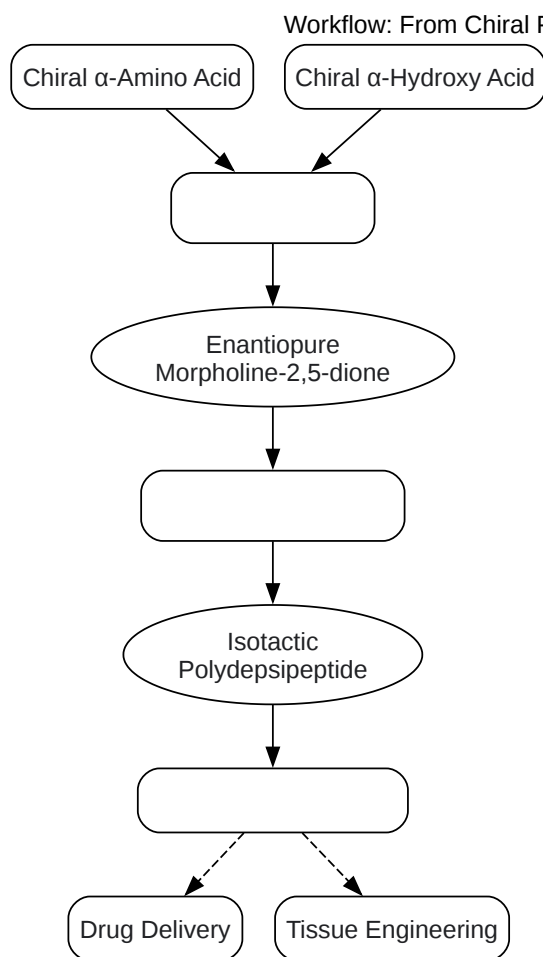 Workflow: From Chiral
Chiral α-Amino Acid
Chiral α-Hydroxy Acid
Enantiopure
Morpholine-2,5-dione
Isotactic
Polydepsipeptide
Drug Delivery
Tissue Engineering